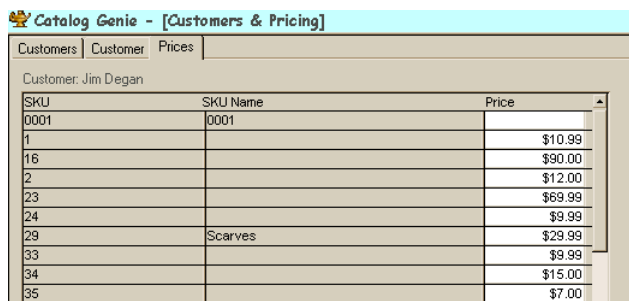 Catalog Genie - [Customers & Pricing]
Customers Customer Prices
Customer: Jim Degan
SKU SKU Name Price
0001 0001
1 $10.99
16 $90.00
2 $12.00
23 $69.99
24 $9.99
29 Scarves $29.99
33 $9.99
34 $15.00
35 $7.00